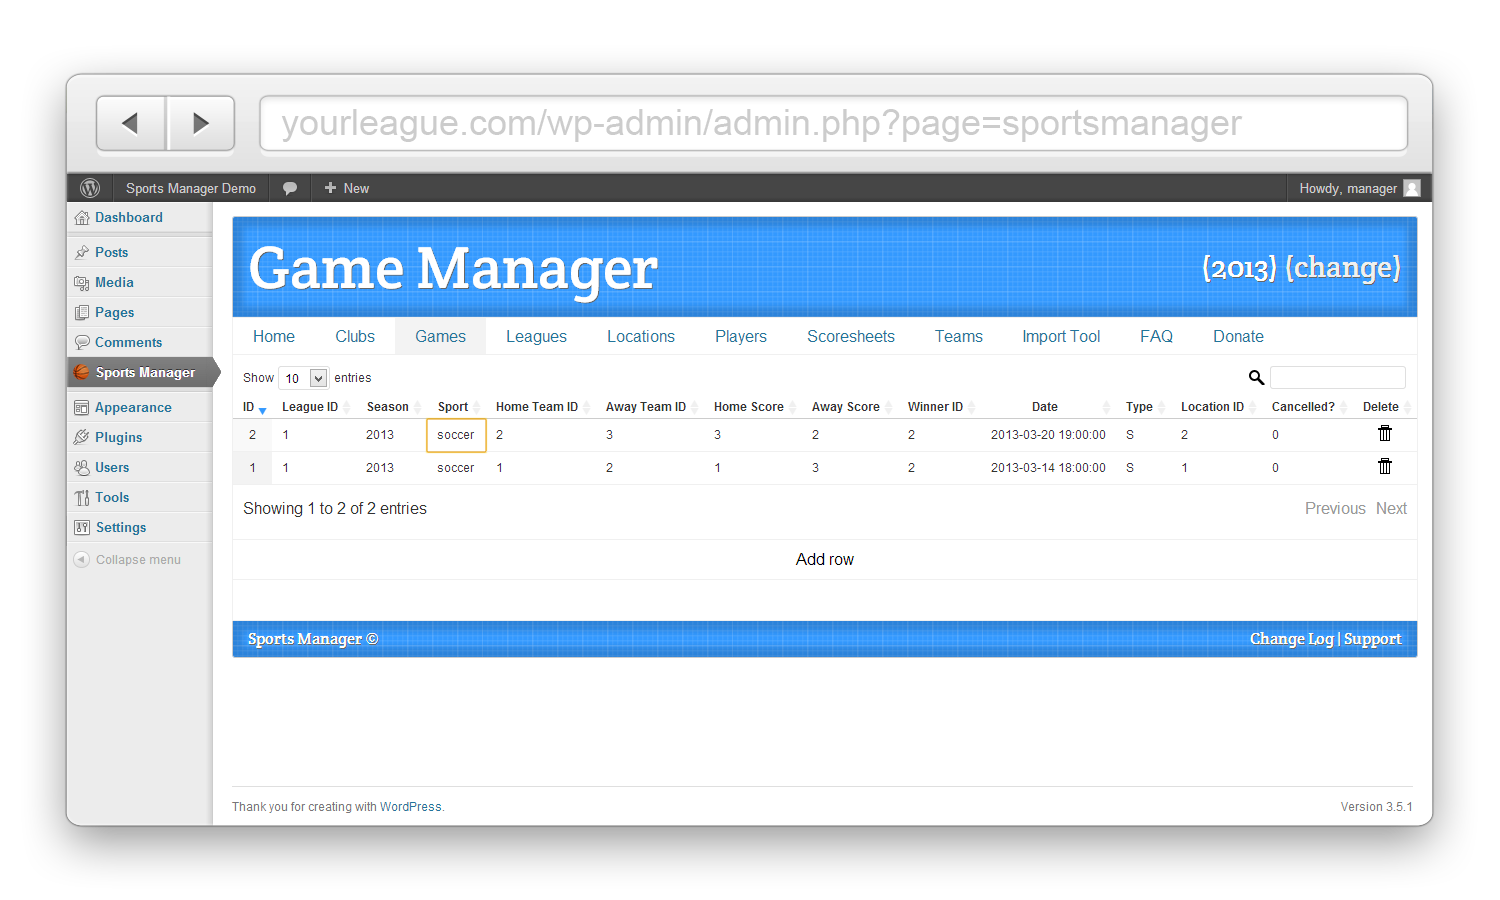 yourleague.com/wp-admin/admin.php?page=sportsmanager
Sports Manager Demo New Howdy, manager
Dashboard
Posts
Media
Pages
Comments
Sports Manager
Appearance
Plugins
Users
Tools
Settings
Collapse menu
Game Manager (2013) (change)
Home Clubs Games Leagues Locations Players Scoresheets Teams Import Tool FAQ Donate
Show 10 entries
ID League ID Season Sport Home Team ID Away Team ID Home Score Away Score Winner ID Date Type Location ID Cancelled? Delete
2 1 2013 soccer 2 3 3 2 2 2013-03-20 19:00:00 S 2 0
1 1 2013 soccer 1 2 1 3 2 2013-03-14 18:00:00 S 1 0
Showing 1 to 2 of 2 entries Previous Next
Add row
Sports Manager © Change Log | Support
Thank you for creating with WordPress. Version 3.5.1